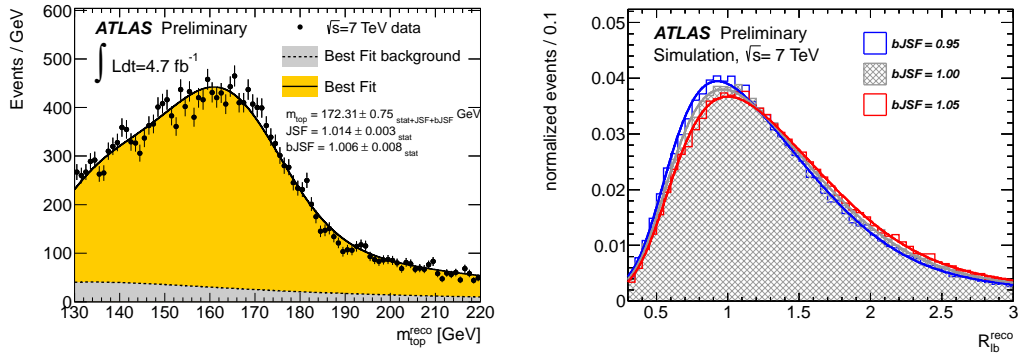 ATLAS Preliminary
∫ Ldt=4.7 fb⁻¹
√s=7 TeV data
Best Fit background
Best Fit
m_top = 172.31 ± 0.75 stat+JSF+bJSF GeV
JSF = 1.014 ± 0.003 stat
bJSF = 1.006 ± 0.008 stat
Events / GeV
600
500
400
300
200
100
0
130 140 150 160 170 180 190 200 210 220
m_top^reco [GeV]
ATLAS Preliminary
Simulation, √s= 7 TeV
bJSF = 0.95
bJSF = 1.00
bJSF = 1.05
normalized events / 0.1
0.05
0.04
0.03
0.02
0.01
0
0.5 1 1.5 2 2.5 3
R_lb^reco